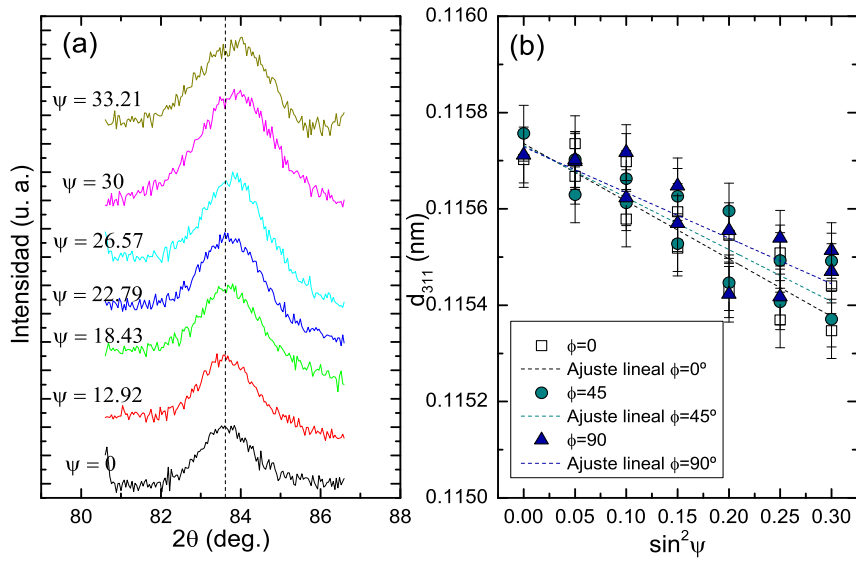 (a)
Intensidad (u. a.)
ψ = 33.21
ψ = 30
ψ = 26.57
ψ = 22.79
ψ = 18.43
ψ = 12.92
ψ = 0
80 82 84 86 88
2θ (deg.)
(b)
d311 (nm)
0.1160
0.1158
0.1156
0.1154
0.1152
0.1150
ϕ=0
Ajuste lineal ϕ=0º
ϕ=45
Ajuste lineal ϕ=45º
ϕ=90
Ajuste lineal ϕ=90º
0.00 0.05 0.10 0.15 0.20 0.25 0.30
sin²ψ